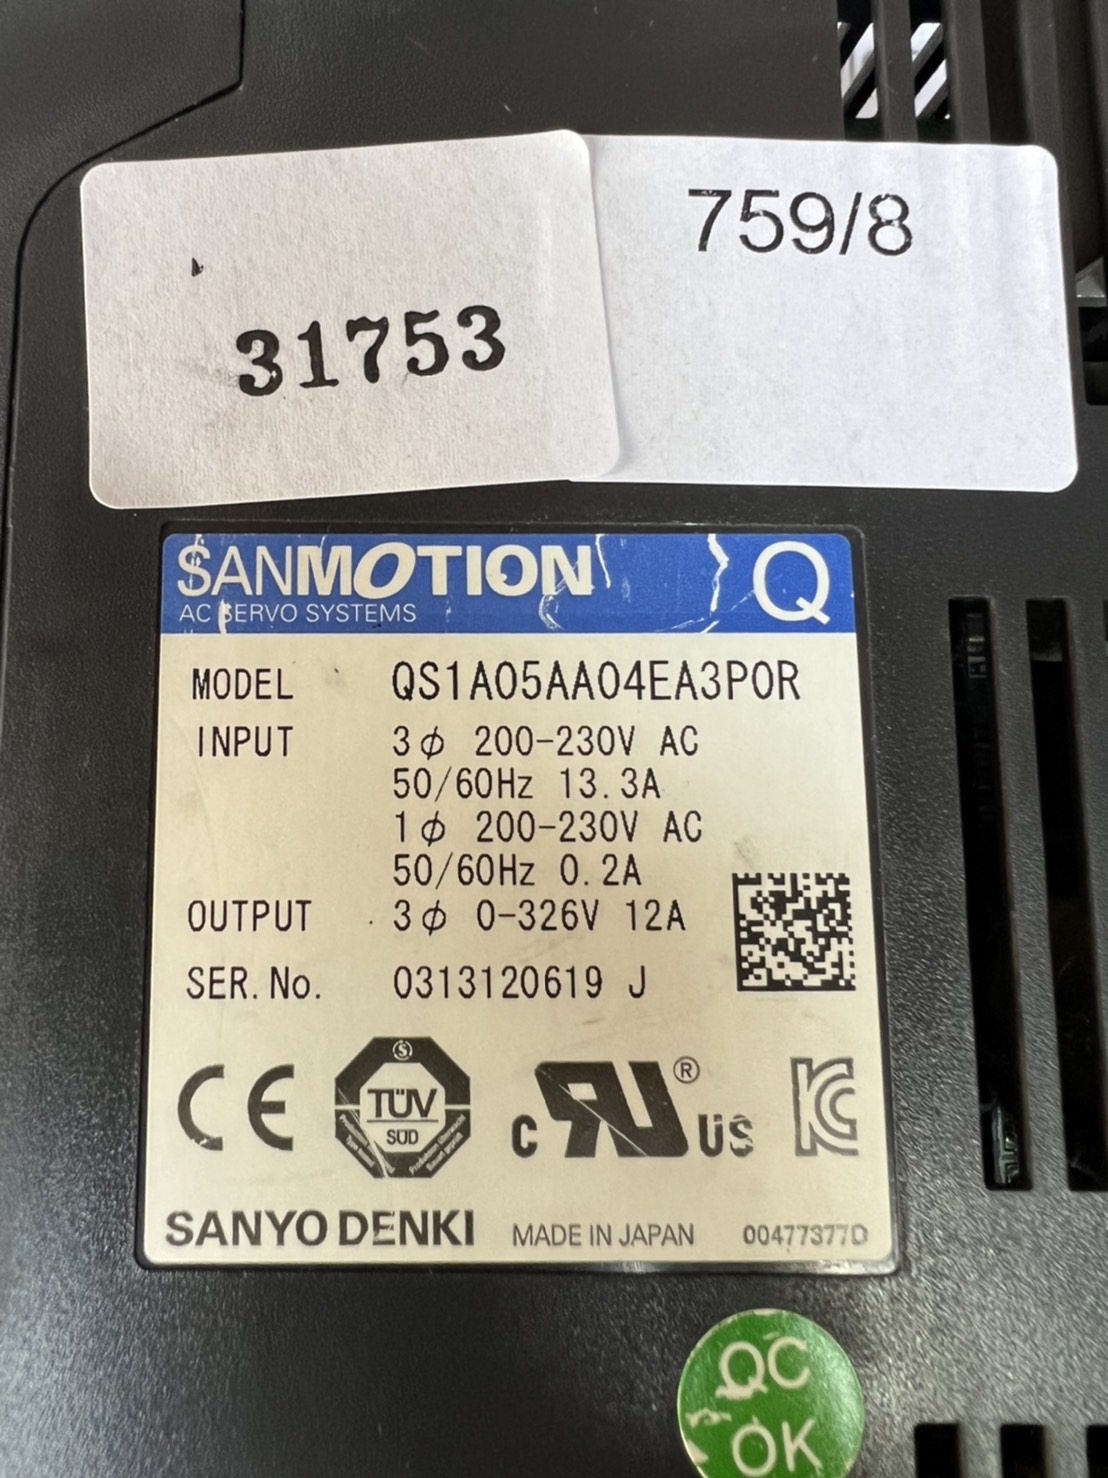 759/8
31753
SANMOTION Q
AC SERVO SYSTEMS
MODEL QS1A05AA04EA3P0R
INPUT 3φ 200-230V AC
50/60Hz 13.3A
1φ 200-230V AC
50/60Hz 0.2A
OUTPUT 3φ 0-326V 12A
SER.No. 0313120619 J
CE
TÜV
SÜD
c RU ® US
KC
SANYO DENKI MADE IN JAPAN 00477377D
QC
OK